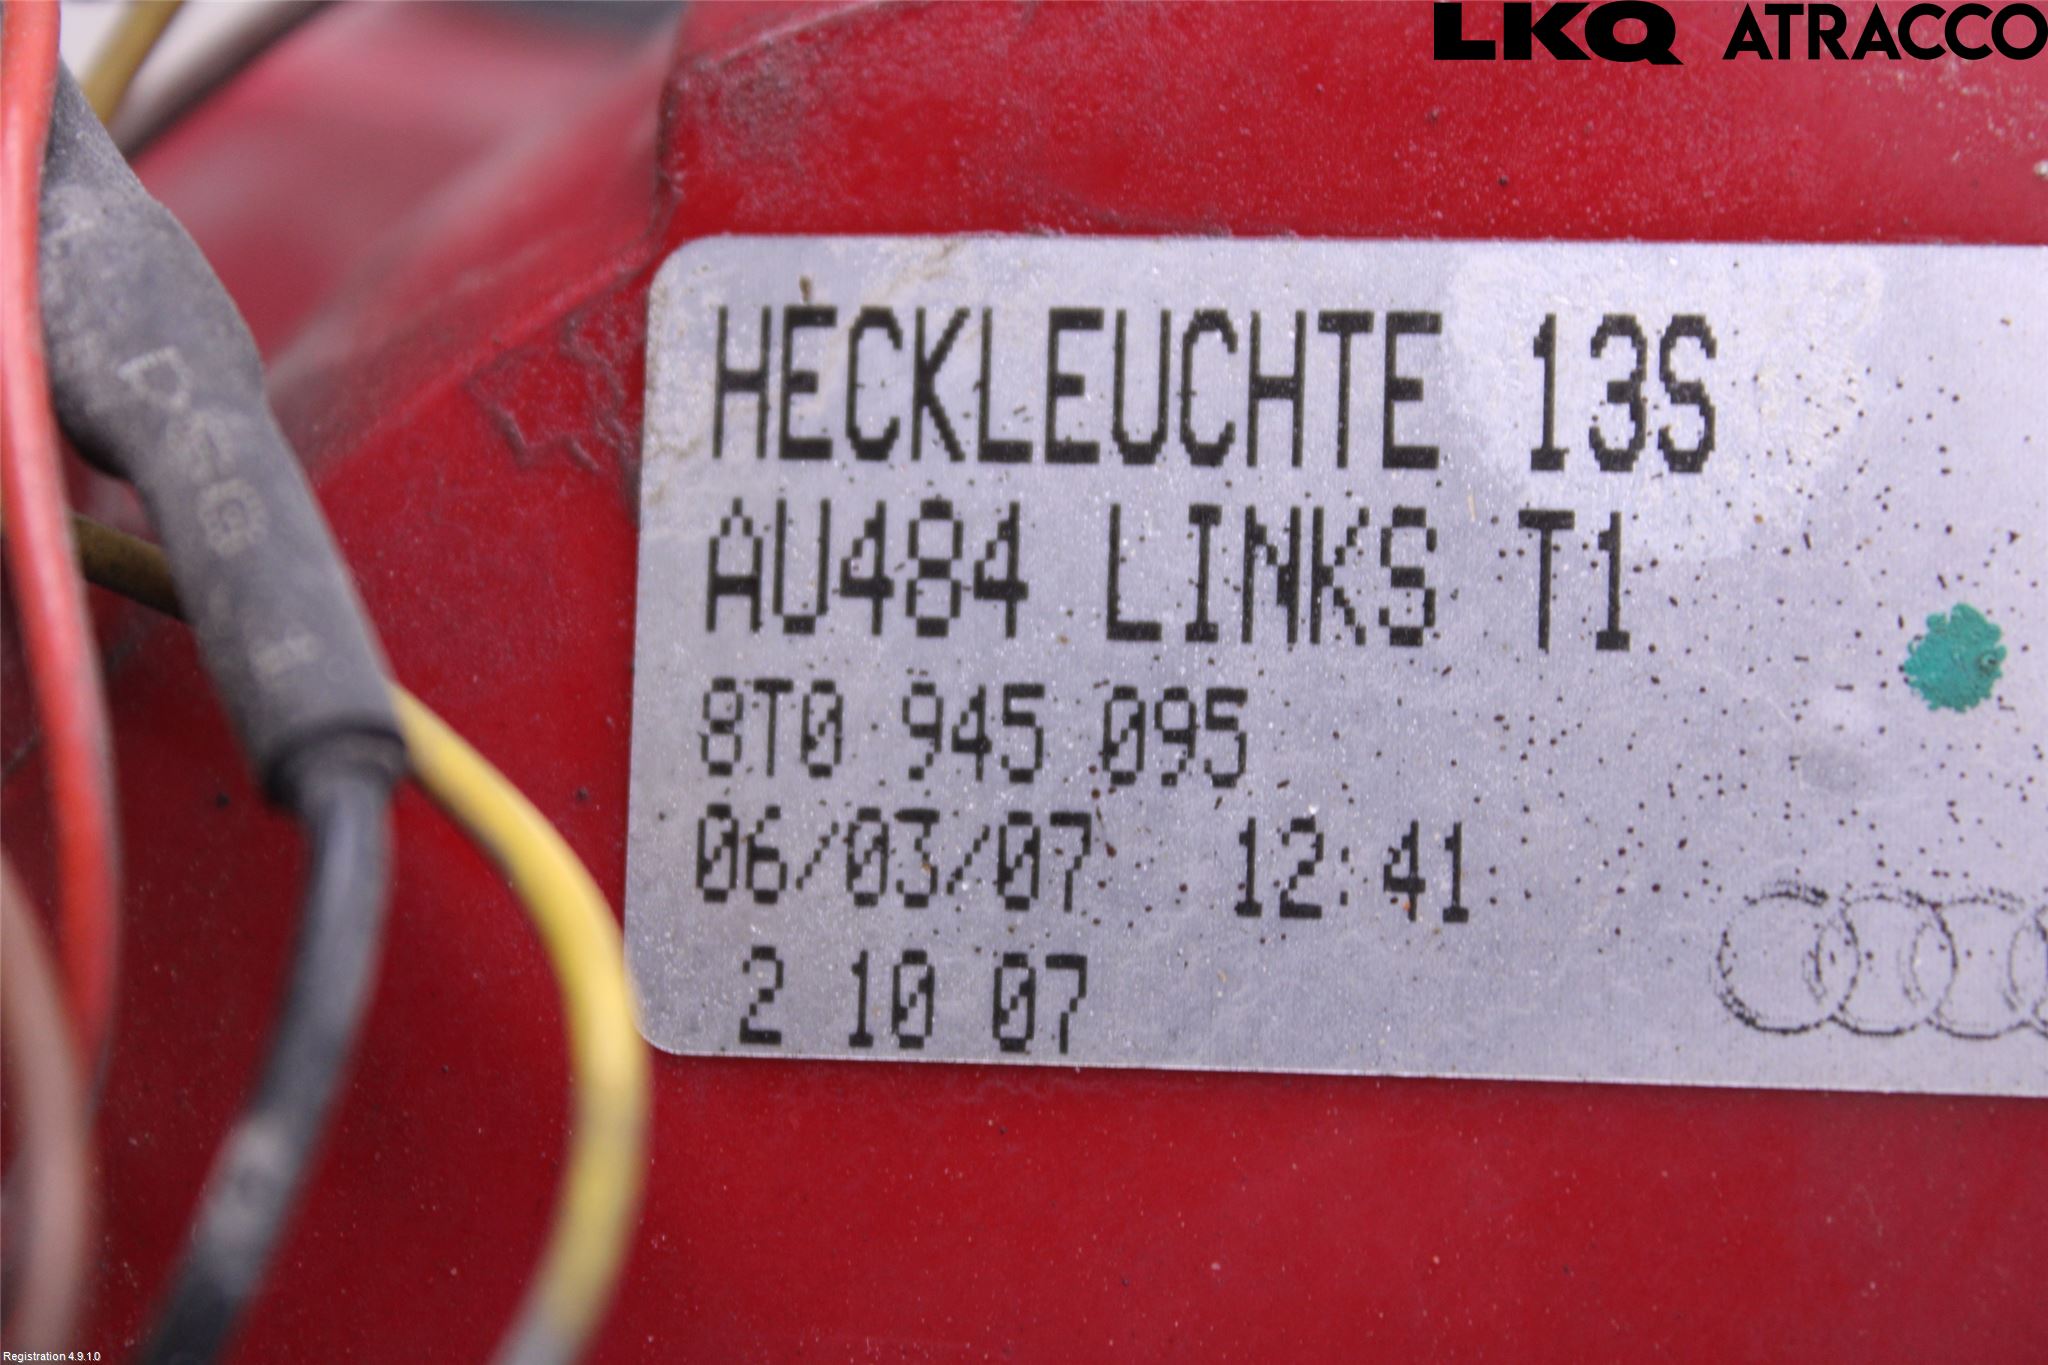 LKQ ATRACCO
HECKLEUCHTE 13S
AU484 LINKS T1
8T0 945 095
06/03/07 12:41
2 10 07
Registration 4.9.1.0